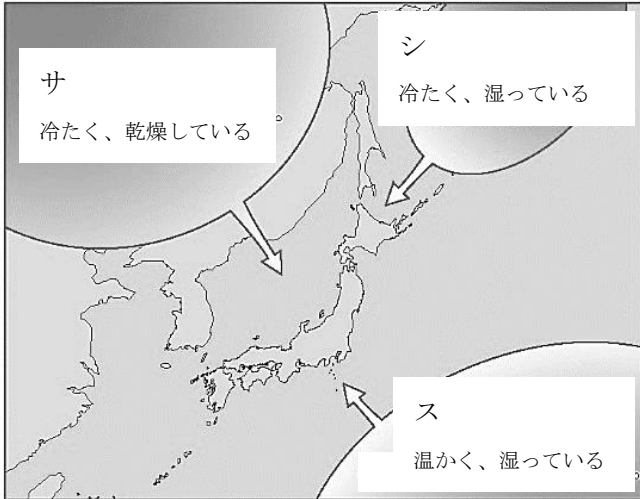 サ
冷たく、乾燥している
シ
冷たく、湿っている
ス
温かく、湿っている